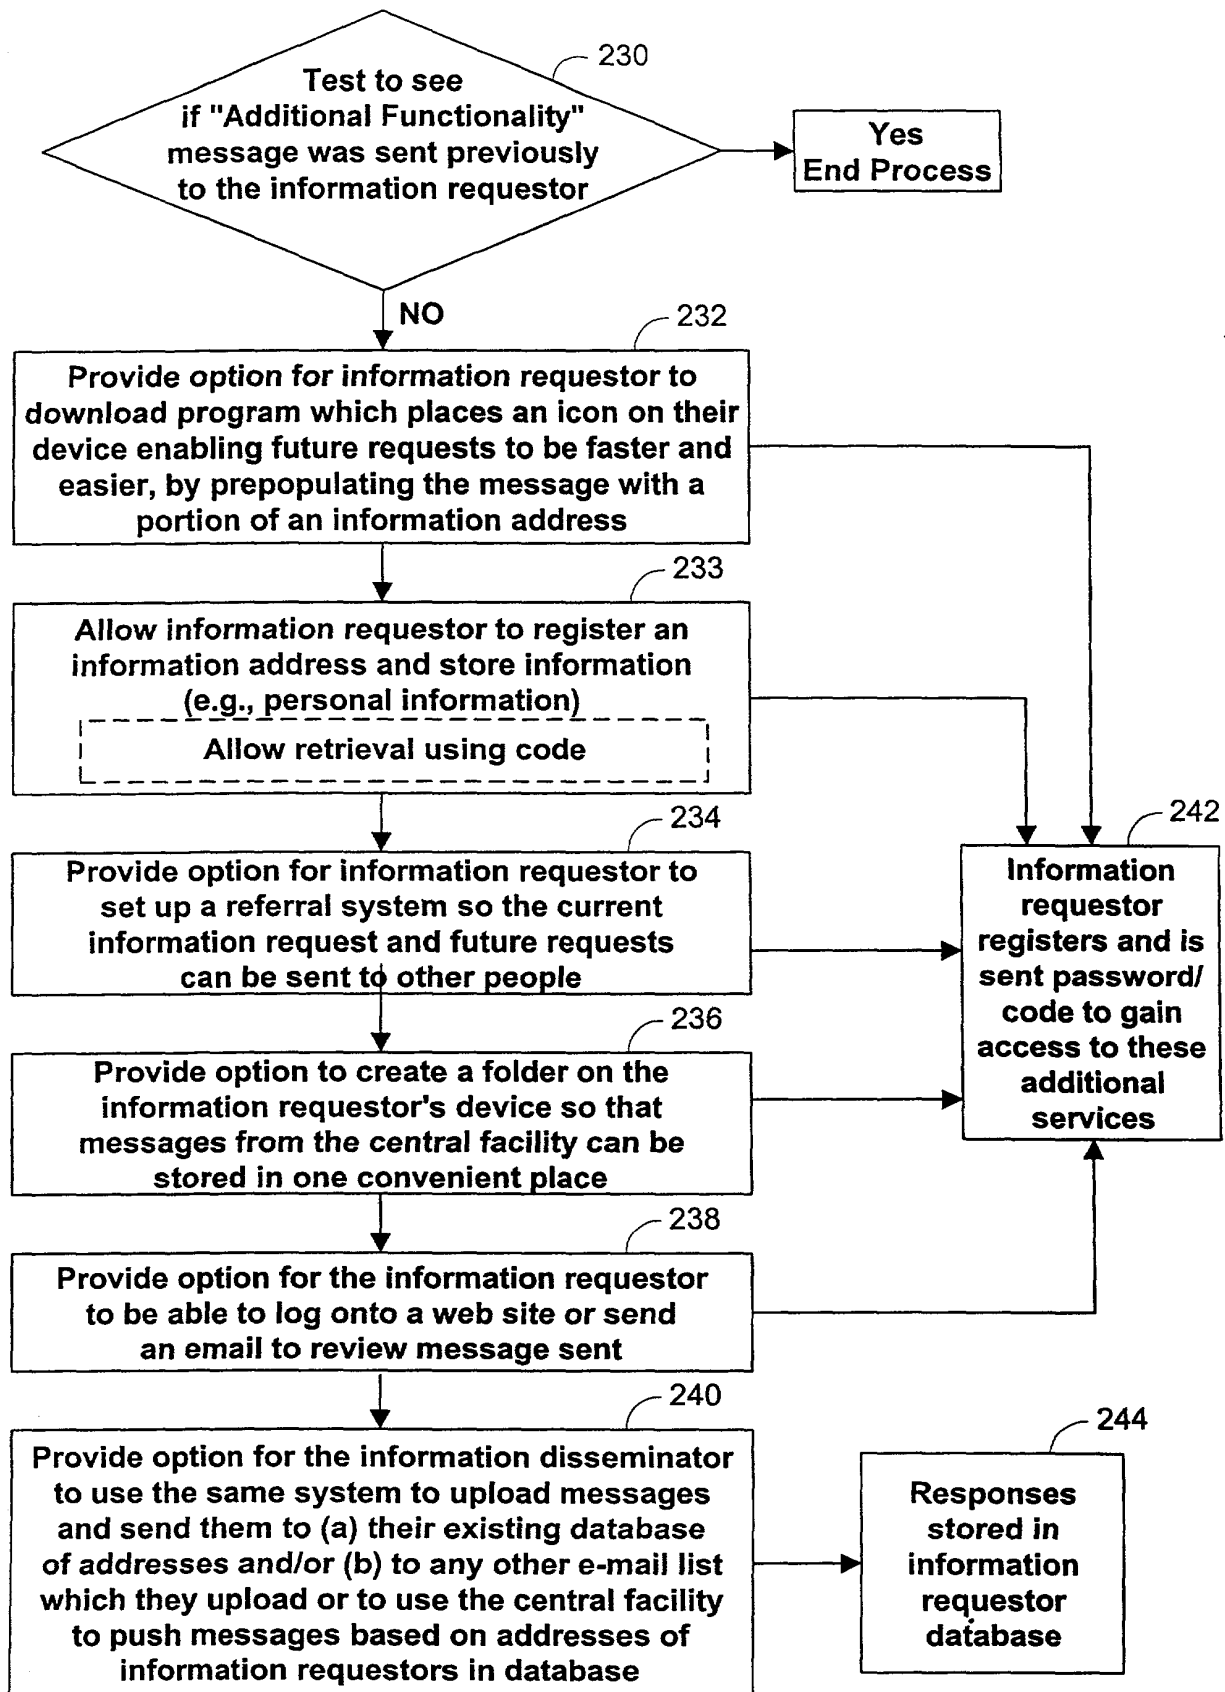 230
Test to see
if "Additional Functionality"
message was sent previously
to the information requestor
Yes
End Process
NO
232
Provide option for information requestor to
download program which places an icon on their
device enabling future requests to be faster and
easier, by prepopulating the message with a
portion of an information address
233
Allow information requestor to register an
information address and store information
(e.g., personal information)
Allow retrieval using code
234
Provide option for information requestor to
set up a referral system so the current
information request and future requests
can be sent to other people
242
Information
requestor
registers and is
sent password/
code to gain
access to these
additional
services
236
Provide option to create a folder on the
information requestor's device so that
messages from the central facility can be
stored in one convenient place
238
Provide option for the information requestor
to be able to log onto a web site or send
an email to review message sent
240
Provide option for the information disseminator
to use the same system to upload messages
and send them to (a) their existing database
of addresses and/or (b) to any other e-mail list
which they upload or to use the central facility
to push messages based on addresses of
information requestors in database
244
Responses
stored in
information
requestor
database